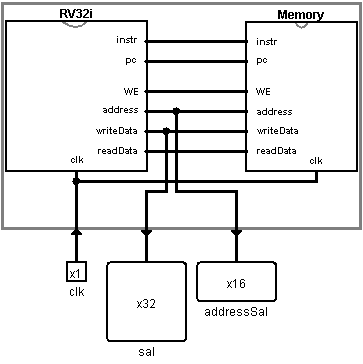 RV32i
Memory
instr
instr
pc
pc
WE
WE
address
address
writeData
writeData
readData
readData
clk
clk
x1
clk
x32
sal
x16
addressSal